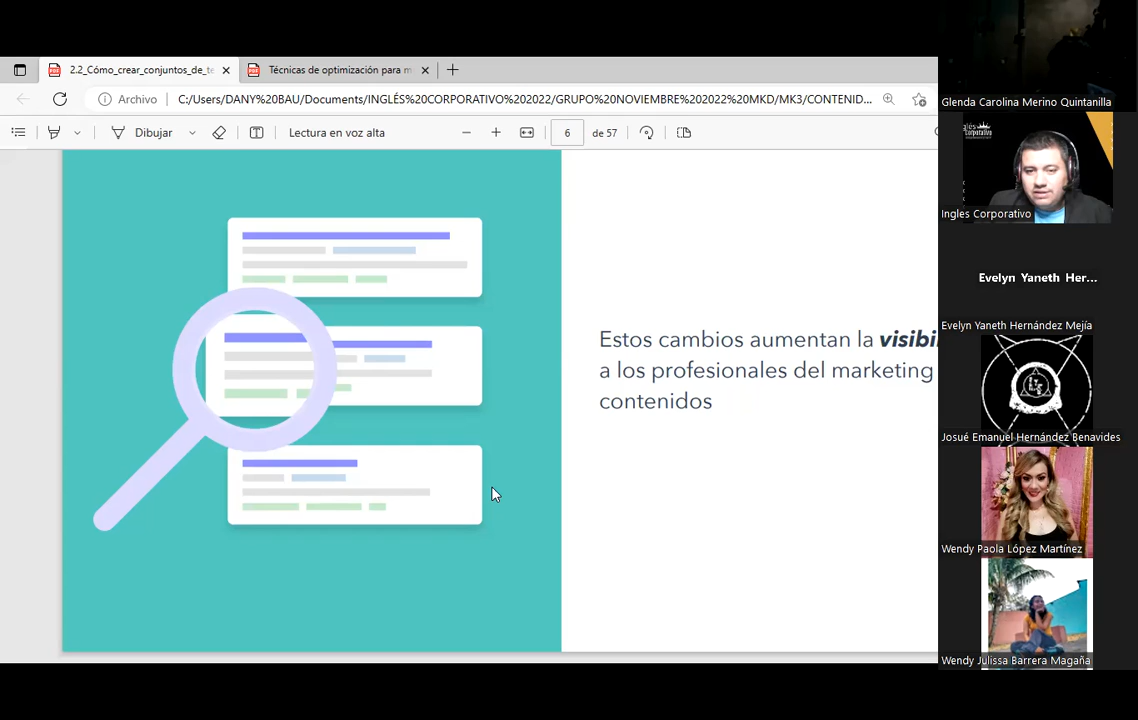 2.2_Cómo_crear_conjuntos_de_te
Técnicas de optimización para m
Archivo
C:/Users/DANY%20BAU/Documents/INGLÉS%20CORPORATIVO%202022/GRUPO%20NOVIEMBRE%202022%20MKD/MK3/CONTENID...
Dibujar
Lectura en voz alta
6
de 57
Estos cambios aumentan la visibi
a los profesionales del marketing
contenidos
Glenda Carolina Merino Quintanilla
Ingles Corporativo
Evelyn Yaneth Her...
Evelyn Yaneth Hernández Mejía
Josué Emanuel Hernández Benavides
Wendy Paola López Martínez
Wendy Julissa Barrera Magaña